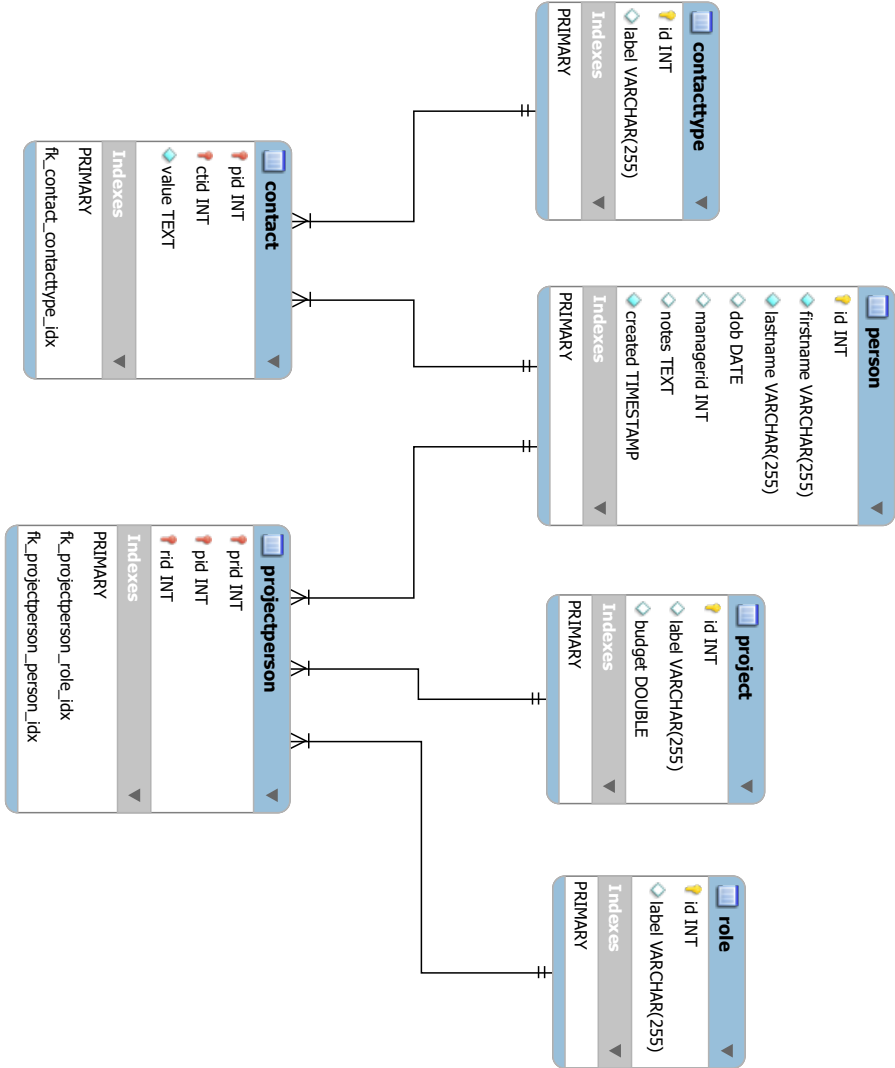 contacttype
id INT
label VARCHAR(255)
Indexes
PRIMARY
person
id INT
firstname VARCHAR(255)
lastname VARCHAR(255)
dob DATE
managerid INT
notes TEXT
created TIMESTAMP
Indexes
PRIMARY
project
id INT
label VARCHAR(255)
budget DOUBLE
Indexes
PRIMARY
role
id INT
label VARCHAR(255)
Indexes
PRIMARY
contact
pid INT
ctid INT
value TEXT
Indexes
PRIMARY
fk_contact_contacttype_idx
projectperson
prid INT
pid INT
rid INT
Indexes
PRIMARY
fk_projectperson_role_idx
fk_projectperson_person_idx